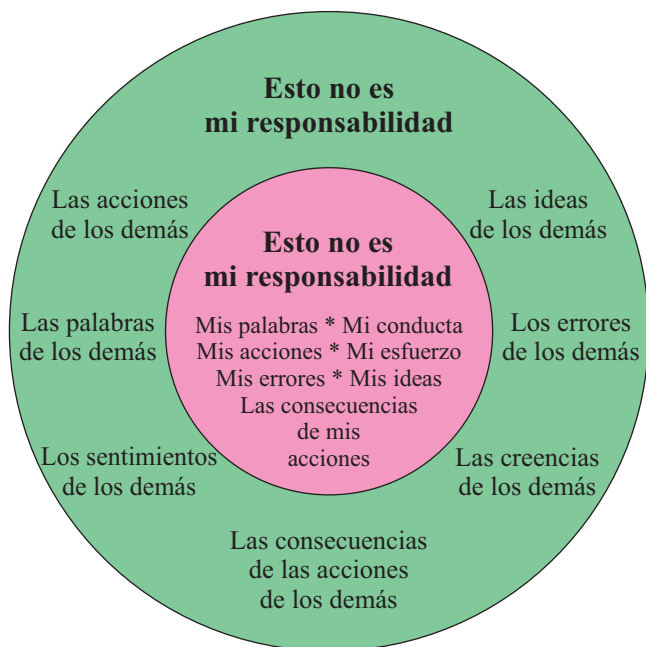 Esto no es
mi responsabilidad
Las acciones
de los demás
Las ideas
de los demás
Esto no es
mi responsabilidad
Las palabras
de los demás
Mis palabras * Mi conducta
Mis acciones * Mi esfuerzo
Mis errores * Mis ideas
Las consecuencias
de mis
acciones
Los errores
de los demás
Los sentimientos
de los demás
Las creencias
de los demás
Las consecuencias
de las acciones
de los demás